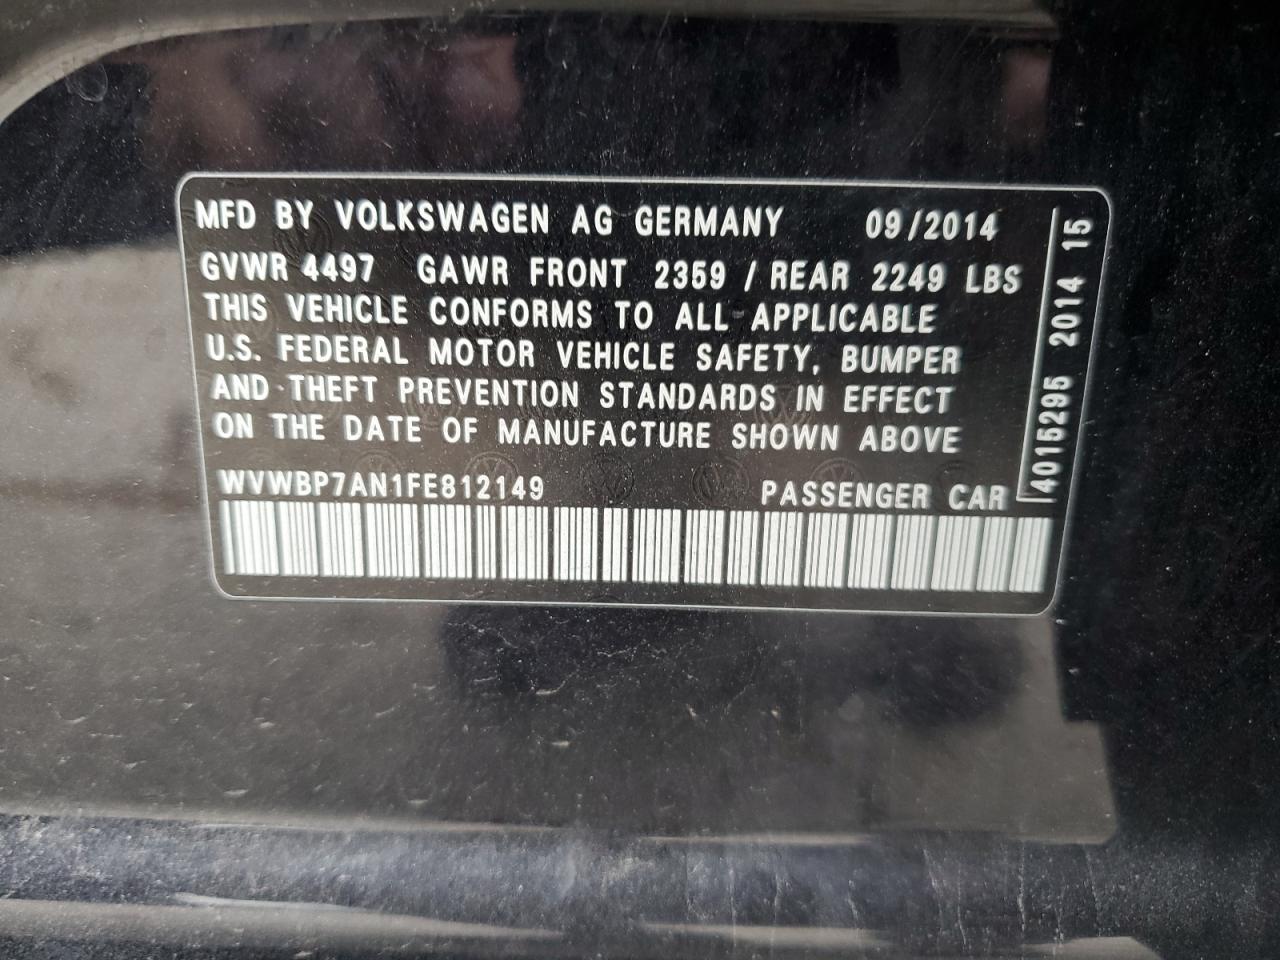 MFD BY VOLKSWAGEN AG GERMANY 09/2014
GVWR 4497 GAWR FRONT 2359 / REAR 2249 LBS
THIS VEHICLE CONFORMS TO ALL APPLICABLE
U.S. FEDERAL MOTOR VEHICLE SAFETY, BUMPER
AND THEFT PREVENTION STANDARDS IN EFFECT
ON THE DATE OF MANUFACTURE SHOWN ABOVE
WVWBP7AN1FE812149 PASSENGER CAR
4015295 2014 15